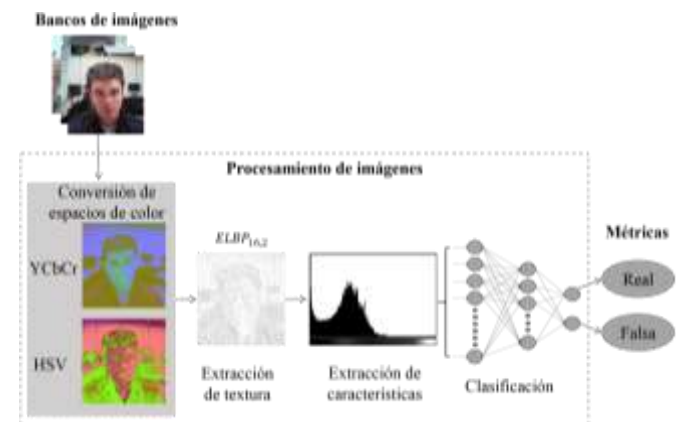 Bancos de imágenes
Procesamiento de imágenes
Conversión de
espacios de color
YCbCr
HSV
ELBP16,2
Extracción
de textura
Extracción de
características
Clasificación
Métricas
Real
Falsa